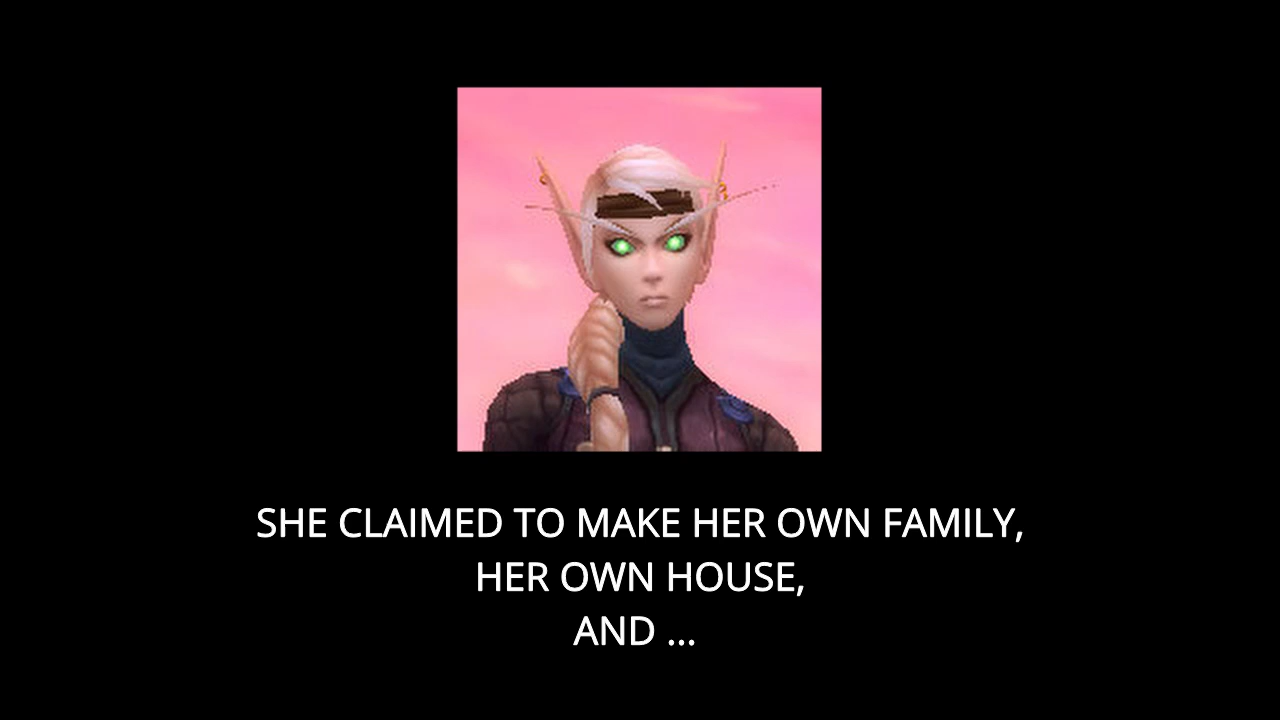 SHE CLAIMED TO MAKE HER OWN FAMILY,
HER OWN HOUSE,
AND ...